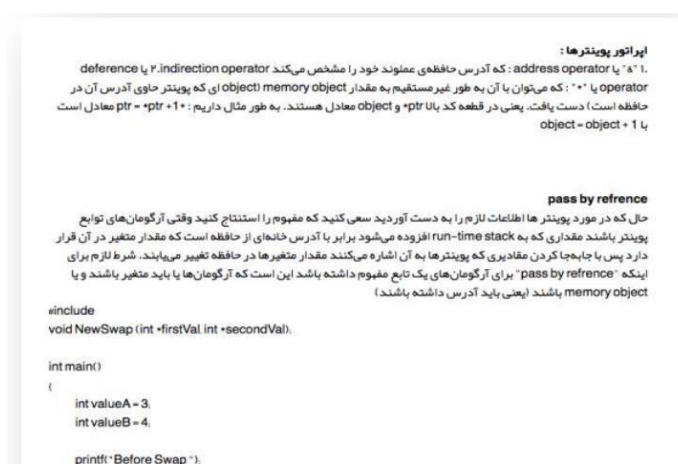 اپراتور پوینترها :
۱. "&" یا address operator : که آدرس حافظه‌ی عملوند خود را مشخص می‌کند ۲.indirection operator یا deference
operator یا "*" : که می‌توان با آن به طور غیرمستقیم به مقدار memory object (object ای که پوینتر حاوی آدرس آن در
حافظه است) دست یافت. یعنی در قطعه کد بالا ptr* و object معادل هستند. به طور مثال داریم : *ptr = *ptr +1 معادل است
با object = object + 1
pass by refrence
حال که در مورد پوینتر ها اطلاعات لازم را به دست آوردید سعی کنید که مفهوم را استنتاج کنید وقتی آرگومان‌های توابع
پوینتر باشند مقداری که به run-time stack افزوده می‌شود برابر با آدرس خانه‌ای از حافظه است که مقدار متغیر در آن قرار
دارد پس با جابه‌جا کردن مقادیری که پوینترها به آن اشاره می‌کنند مقدار متغیرها در حافظه تغییر می‌یابند. شرط لازم برای
اینکه "pass by refrence" برای آرگومان‌های یک تابع مفهوم داشته باشد این است که آرگومان‌ها یا باید متغیر باشند و یا
memory object باشند (یعنی باید آدرس داشته باشند)
#include
void NewSwap (int *firstVal, int *secondVal);
int main()
{
int valueA = 3;
int valueB = 4;
printf("Before Swap ");